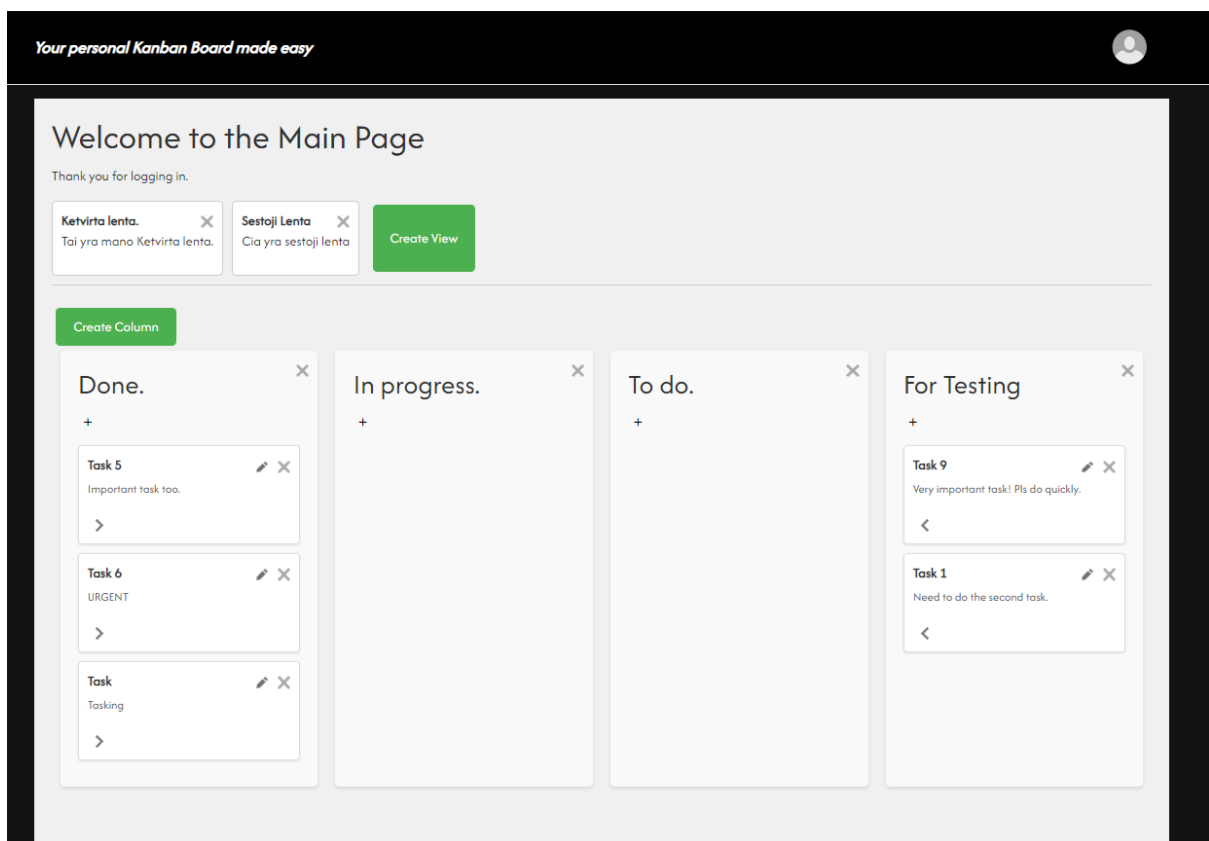 Your personal Kanban Board made easy
Welcome to the Main Page
Thank you for logging in.
Ketvirta lenta.
Tai yra mano Ketvirta lenta.
Sestoji Lenta
Cia yra sestoji lenta
Create View
Create Column
Done.
+
Task 5
Important task too.
Task 6
URGENT
Task
Tasking
In progress.
+
To do.
+
For Testing
+
Task 9
Very important task! Pls do quickly.
Task 1
Need to do the second task.